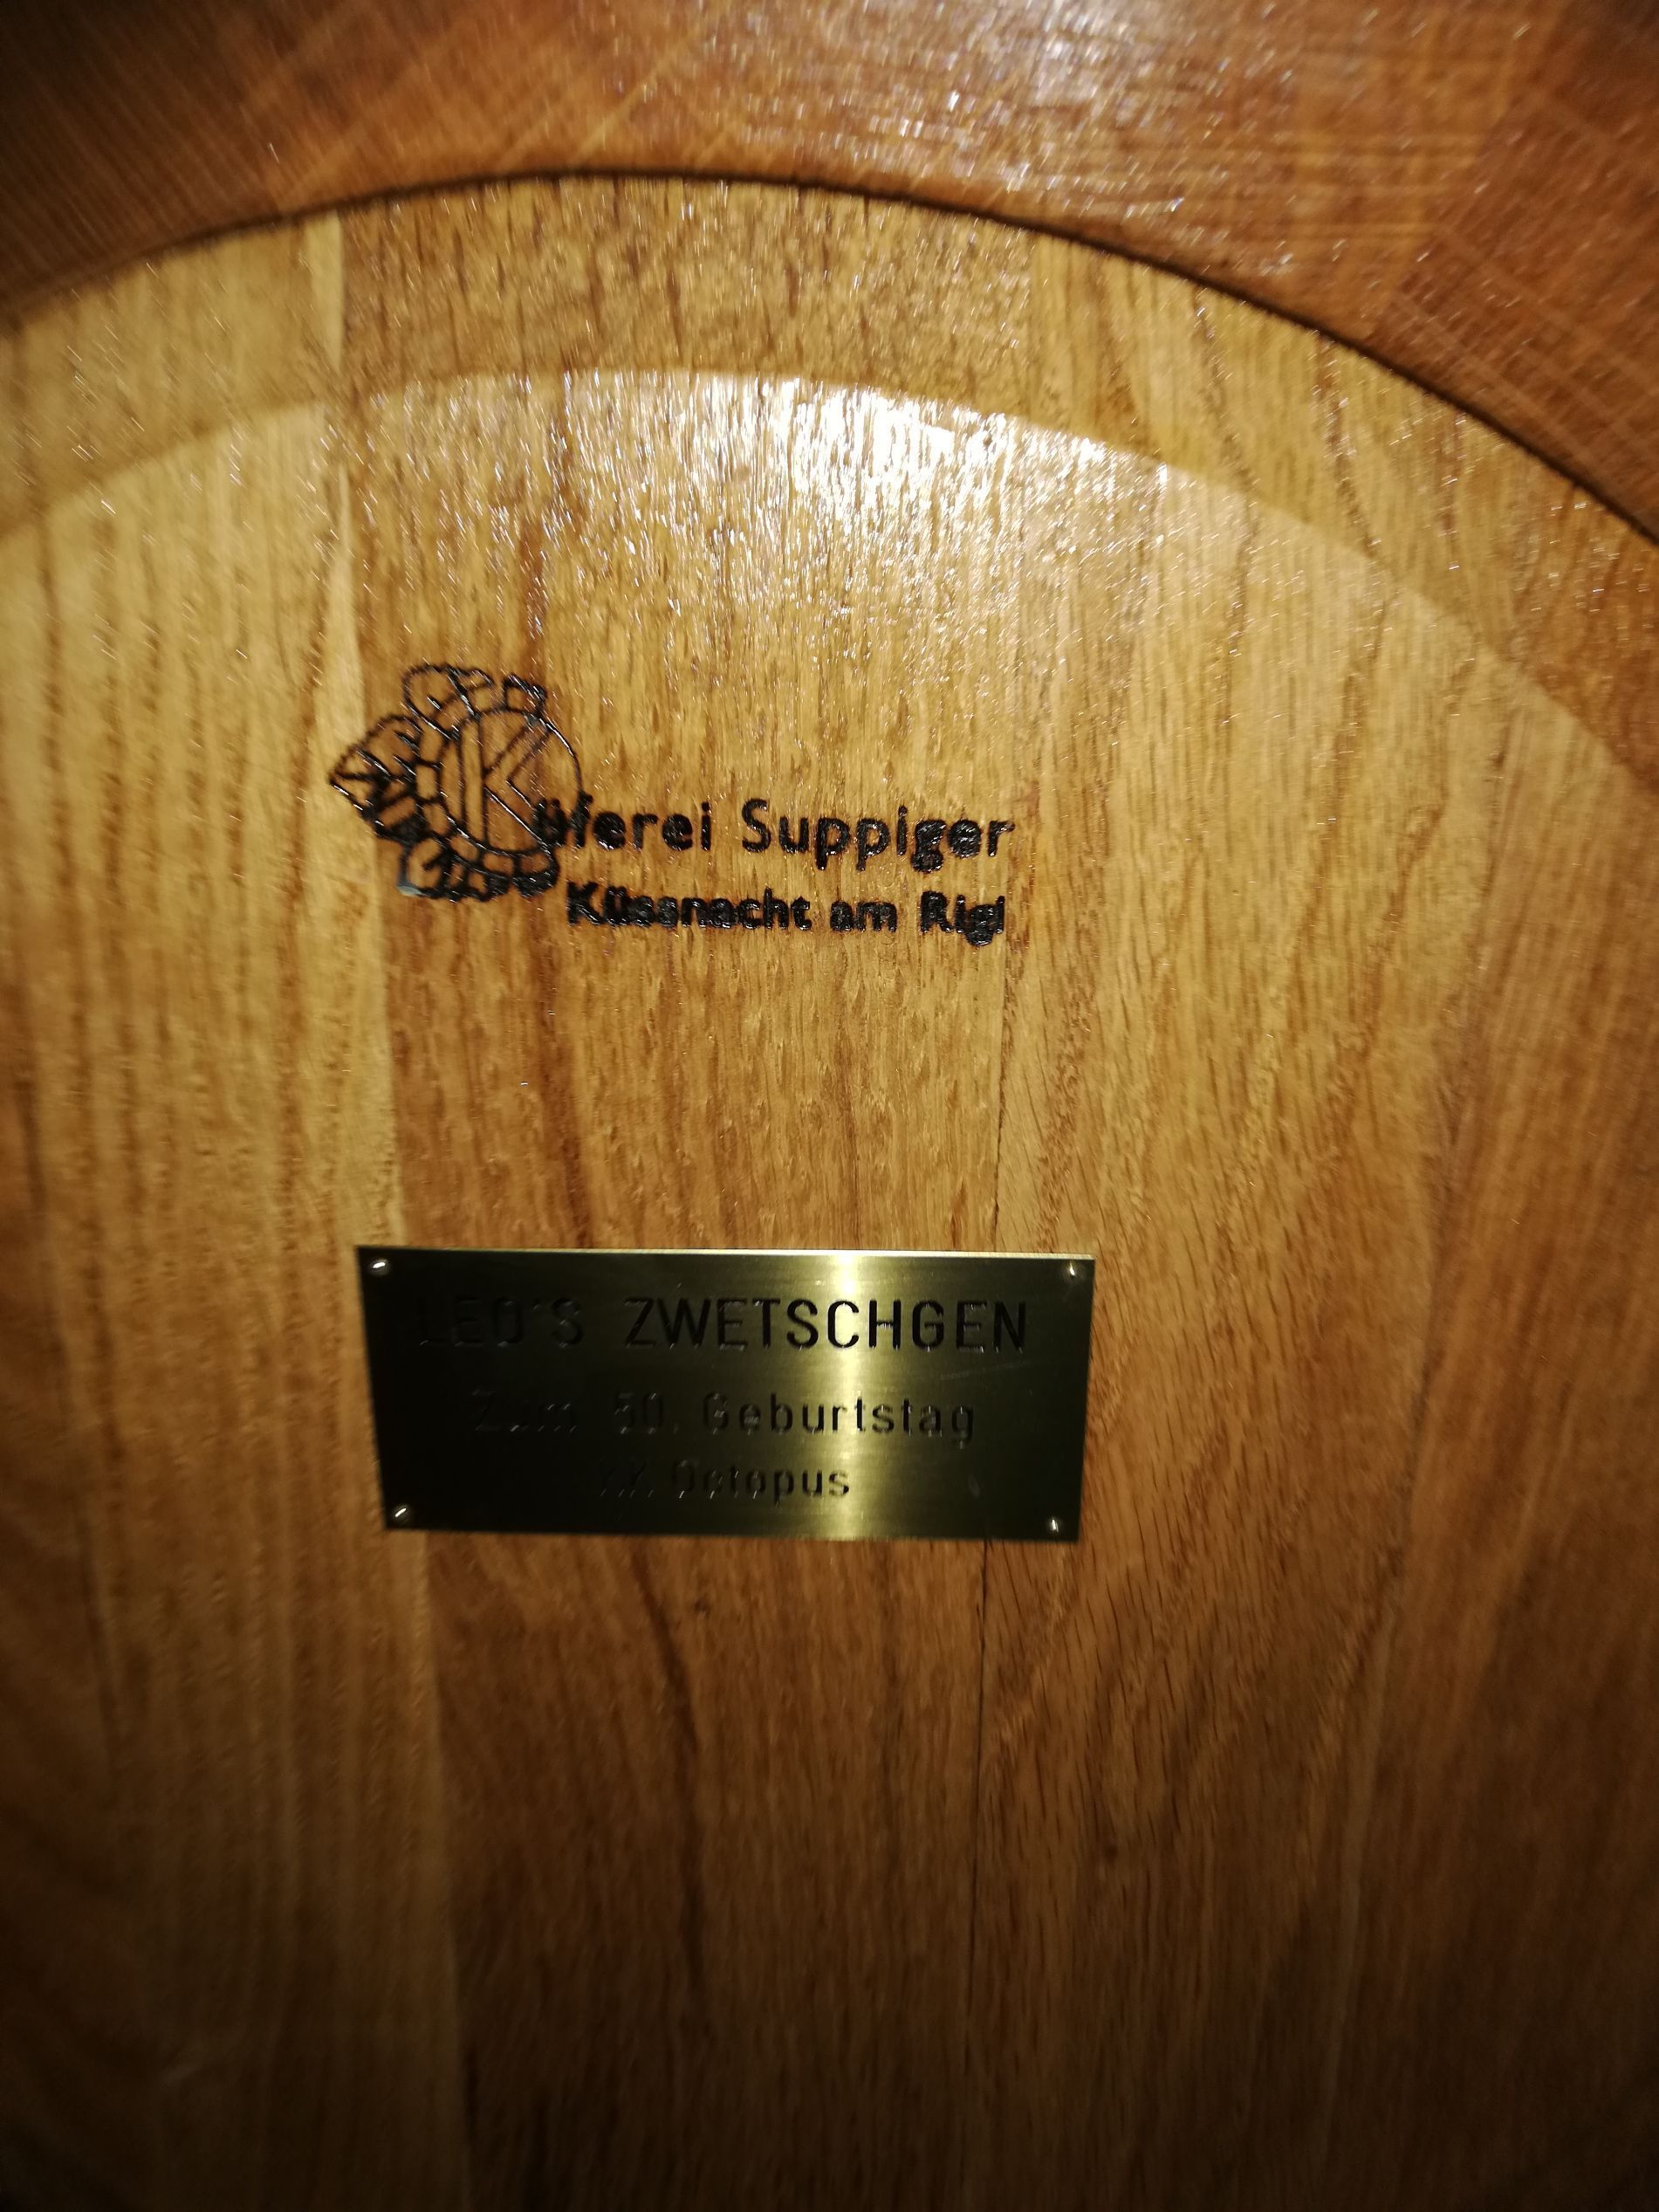 Küferei Suppiger
Küssnacht am Rigi
LEO'S ZWETSCHGEN
Zum 50. Geburtstag
Octopus